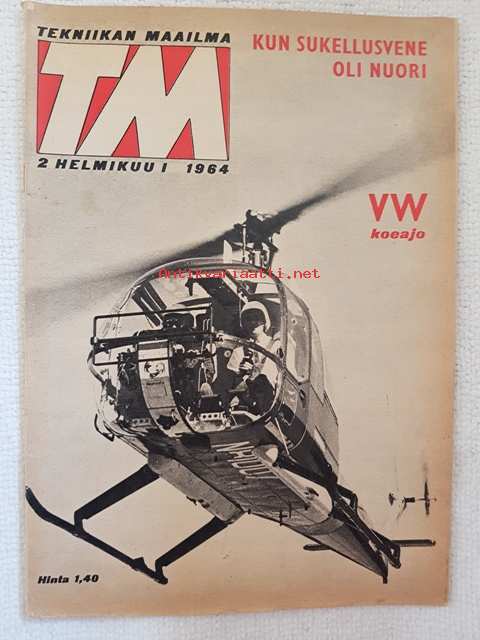 TEKNIIKAN MAAILMA
TM
2 HELMIKUU 1964
KUN SUKELLUSVENE
OLI NUORI
VW
koeajo
Antikvariaatti.net
Hinta 1,40